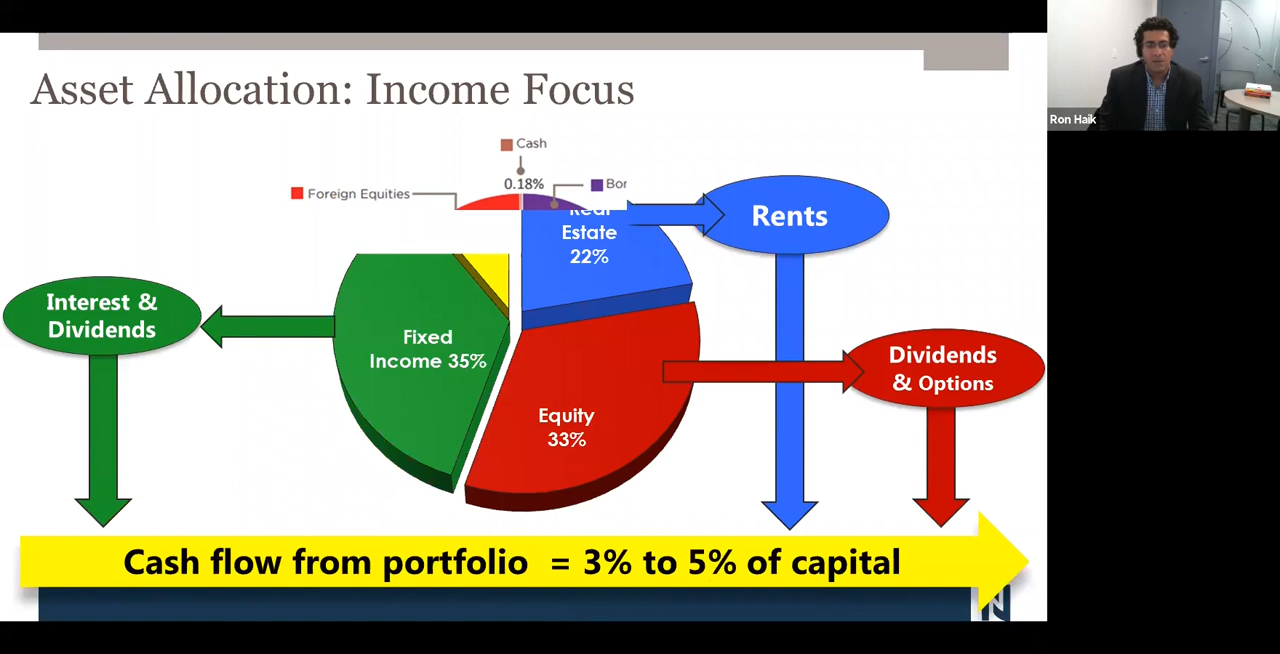 Asset Allocation: Income Focus
Ron Haik
Cash
0.18%
Foreign Equities
Bor
Real
Estate
22%
Rents
Interest &
Dividends
Fixed
Income 35%
Dividends
& Options
Equity
33%
Cash flow from portfolio = 3% to 5% of capital